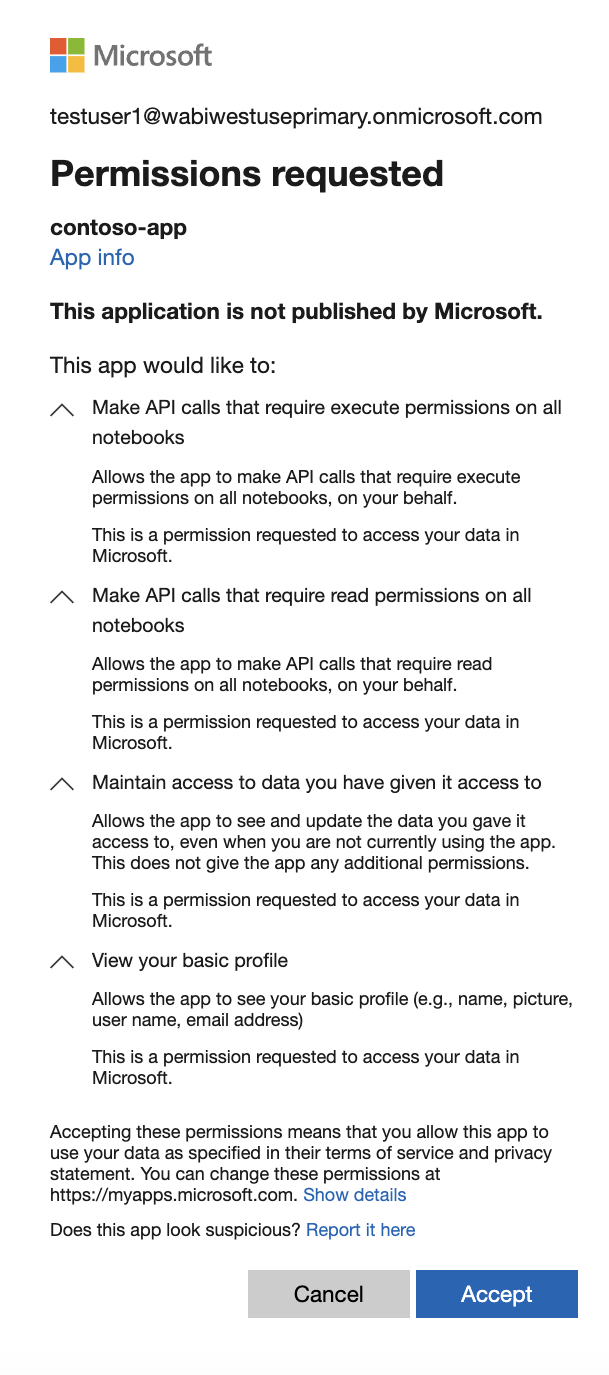 Microsoft
testuser1@wabiwestuseprimary.onmicrosoft.com
Permissions requested
contoso-app
App info
This application is not published by Microsoft.
This app would like to:
Make API calls that require execute permissions on all
notebooks
Allows the app to make API calls that require execute
permissions on all notebooks, on your behalf.
This is a permission requested to access your data in
Microsoft.
Make API calls that require read permissions on all
notebooks
Allows the app to make API calls that require read
permissions on all notebooks, on your behalf.
This is a permission requested to access your data in
Microsoft.
Maintain access to data you have given it access to
Allows the app to see and update the data you gave it
access to, even when you are not currently using the app.
This does not give the app any additional permissions.
This is a permission requested to access your data in
Microsoft.
View your basic profile
Allows the app to see your basic profile (e.g., name, picture,
user name, email address)
This is a permission requested to access your data in
Microsoft.
Accepting these permissions means that you allow this app to
use your data as specified in their terms of service and privacy
statement. You can change these permissions at
https://myapps.microsoft.com. Show details
Does this app look suspicious? Report it here
Cancel
Accept